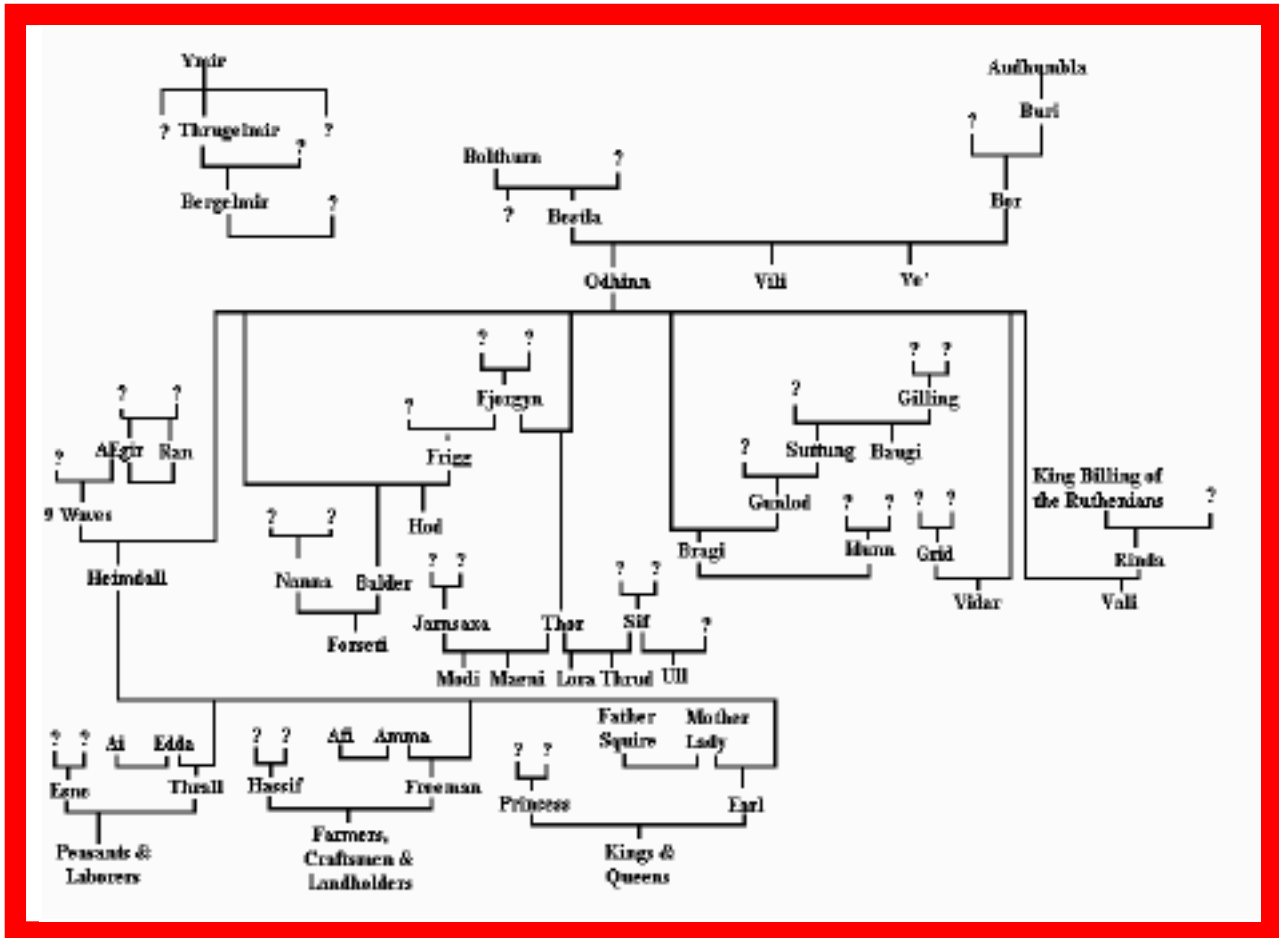 Ymir
Audhumbla
Buri
? Thrugelmir ?
?
?
Bolthurn ?
Bergelmir ?
? Bestla
Bor
Odhinn Vili Ve'
? ?
? ?
Fjorgyn
Gilling
? ?
?
?
AEgir Ran
Frigg
Suttung Baugi
?
?
King Billing of
the Ruthenians ?
9 Waves
Gunlod
? ?
Hod
? ?
? ?
Bragi Idunn Grid
Rinda
Heimdall
Nanna Balder
? ?
? ?
Vidar Vali
Jarnsaxa Thor Sif ?
Forseti
Modi Magni Lora Thrud Ull
Father Mother
Squire Lady
? ? Ai Edda
? ? Afi Amma
? ?
Esne Thrall Hassif Freeman
Princess Earl
Peasants &
Laborers
Farmers,
Craftsmen &
Landholders
Kings &
Queens